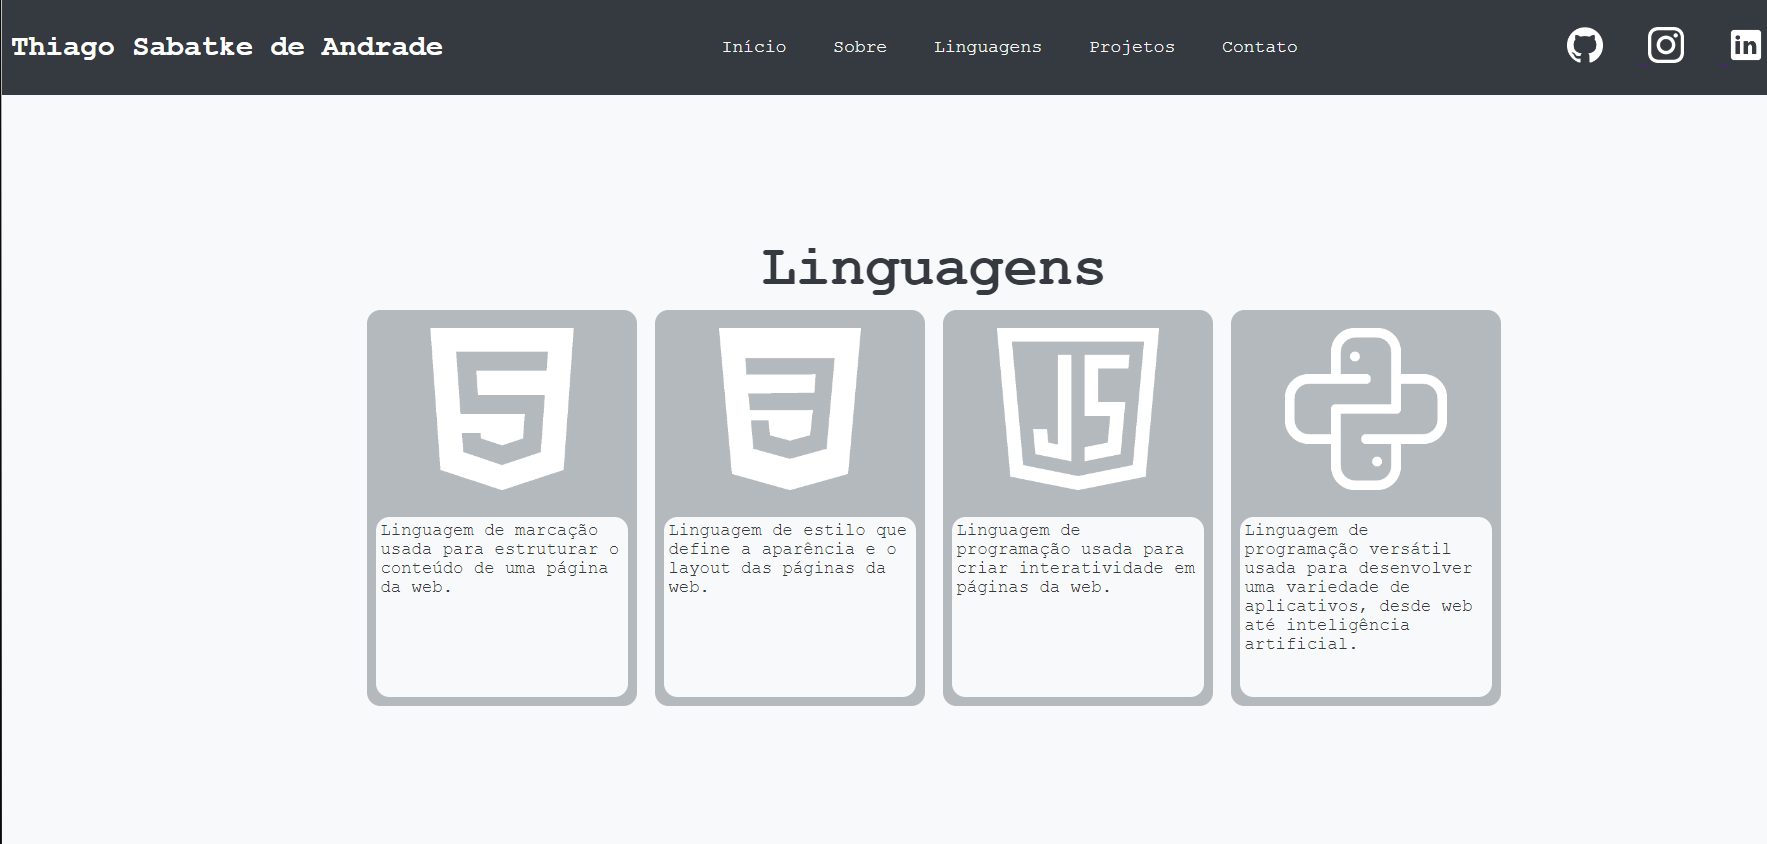 Thiago Sabatke de Andrade
Início Sobre Linguagens Projetos Contato
in
Linguagens
5
JS
Linguagem de marcação
usada para estruturar o
conteúdo de uma página
da web.
Linguagem de estilo que
define a aparência e o
layout das páginas da
web.
Linguagem de
programação usada para
criar interatividade em
páginas da web.
Linguagem de
programação versátil
usada para desenvolver
uma variedade de
aplicativos, desde web
até inteligência
artificial.